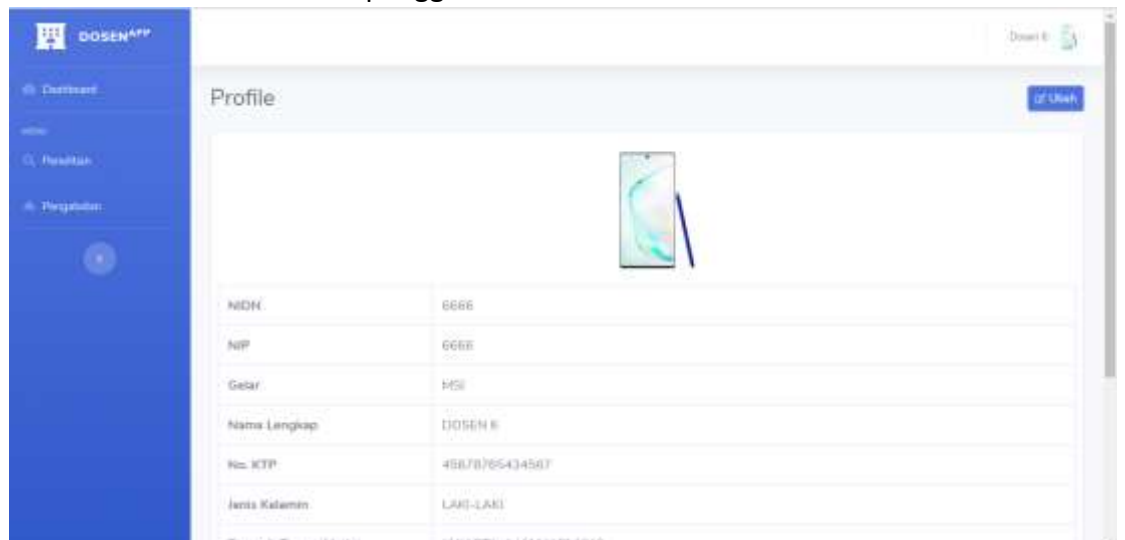 DOSENAPP
Dosen 6
Dashboard
Profile
Ubah
MENU
Penelitian
Pengabdian
NIDN 6666
NIP 6666
Gelar MSI
Nama Lengkap DOSEN 6
No. KTP
Jenis Kelamin LAKI-LAKI